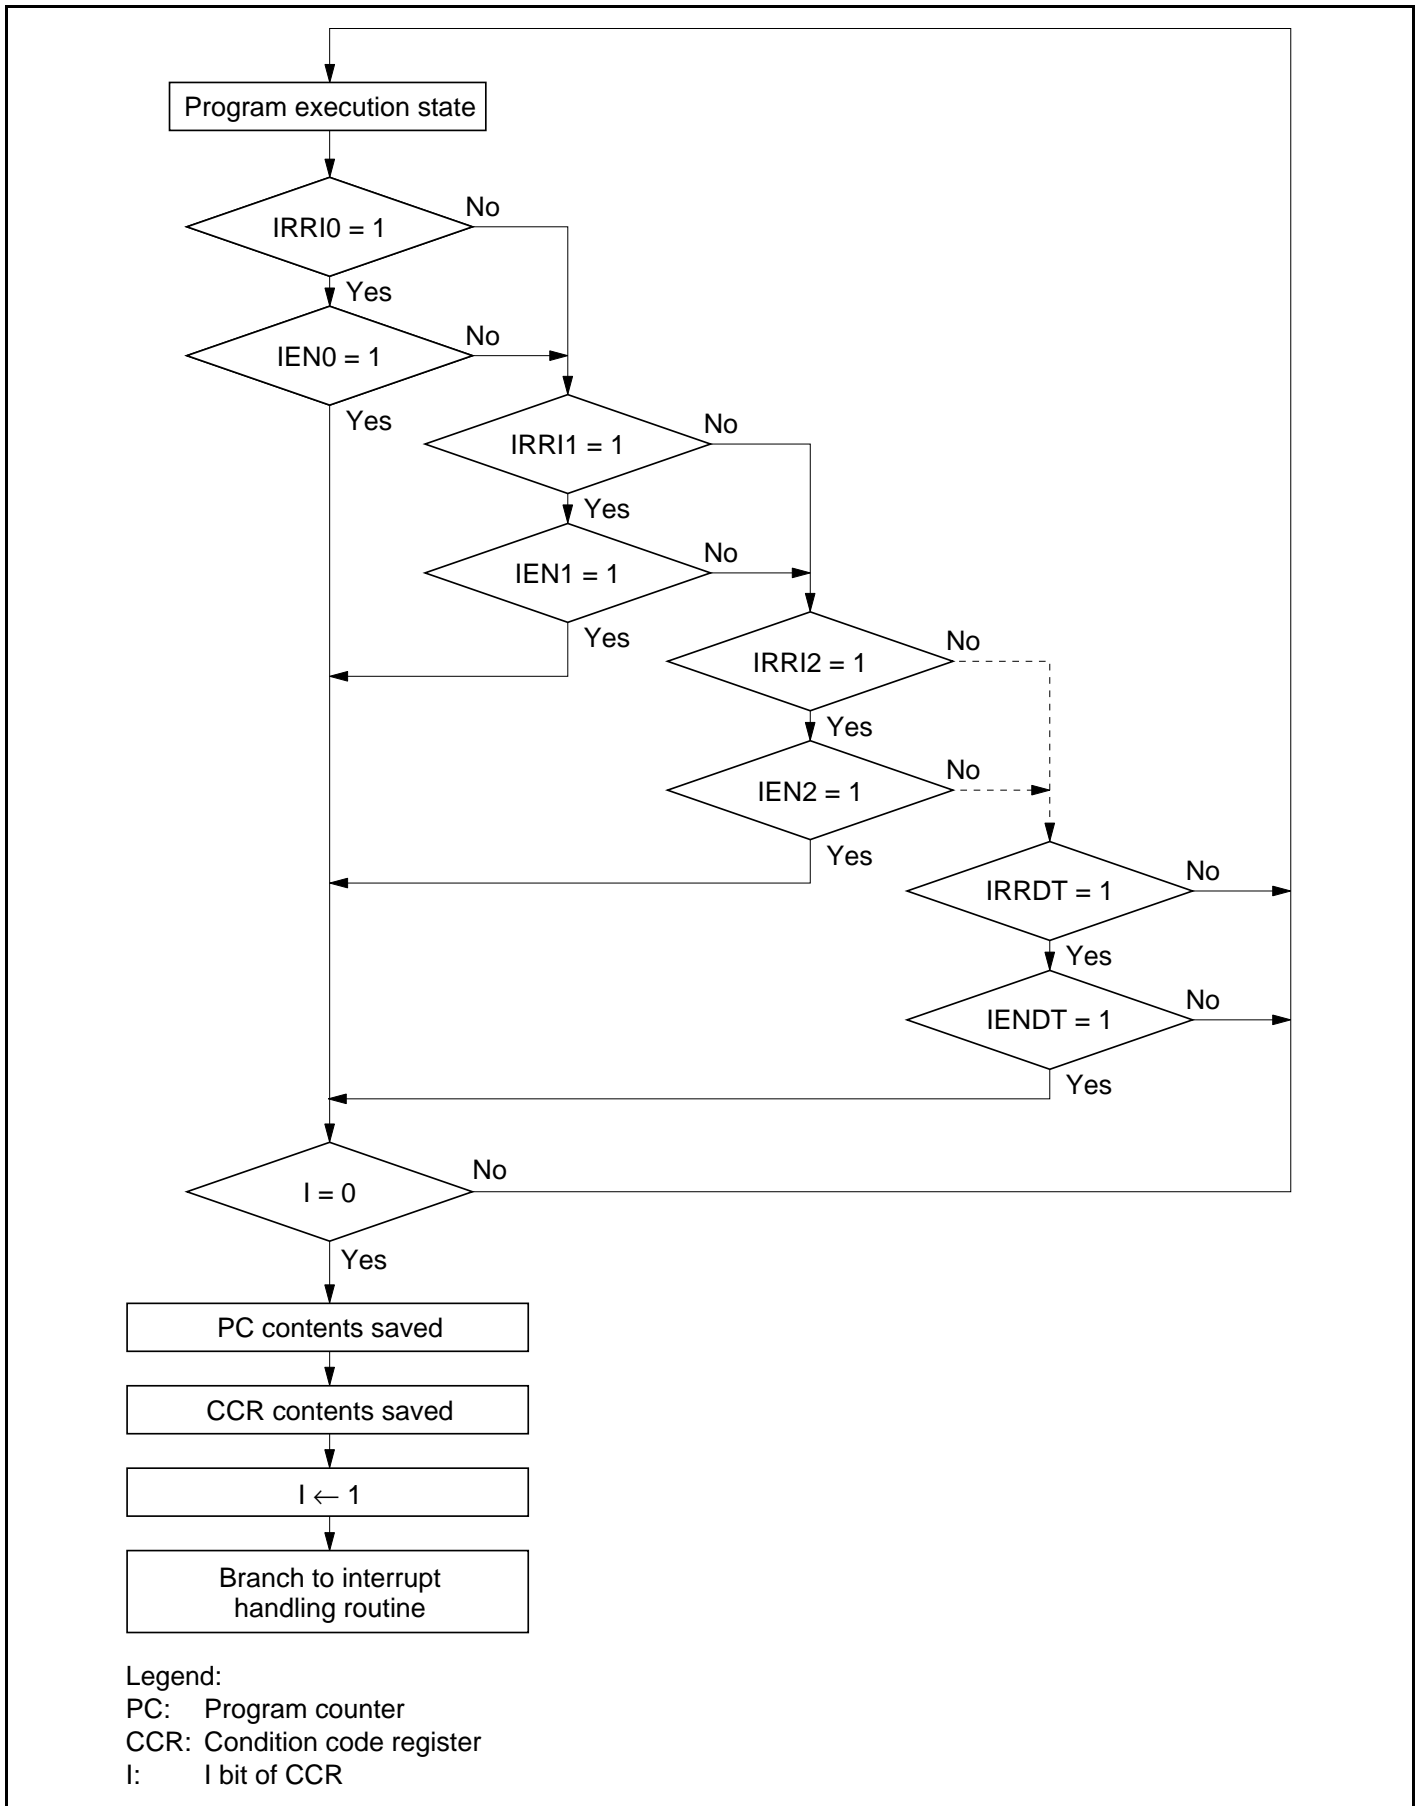 Program execution state
IRRI0 = 1
No
Yes
IEN0 = 1
No
Yes
IRRI1 = 1
No
Yes
IEN1 = 1
No
Yes
IRRI2 = 1
No
Yes
IEN2 = 1
No
Yes
IRRDT = 1
No
Yes
IENDT = 1
No
Yes
I = 0
No
Yes
PC contents saved
CCR contents saved
I ← 1
Branch to interrupt
handling routine
Legend:
PC: Program counter
CCR: Condition code register
I: I bit of CCR